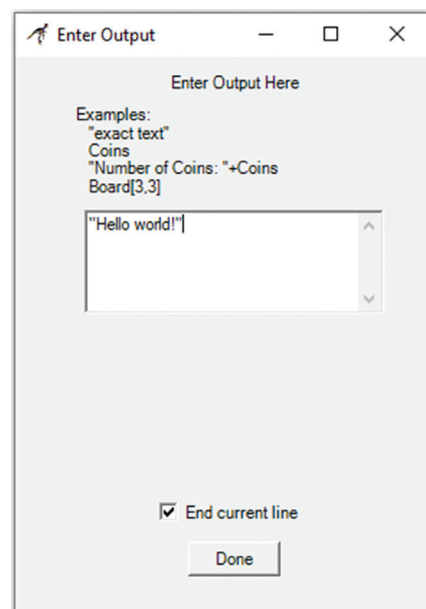 Enter Output
Enter Output Here
Examples:
"exact text"
Coins
"Number of Coins: "+Coins
Board[3,3]
"Hello world!"
End current line
Done